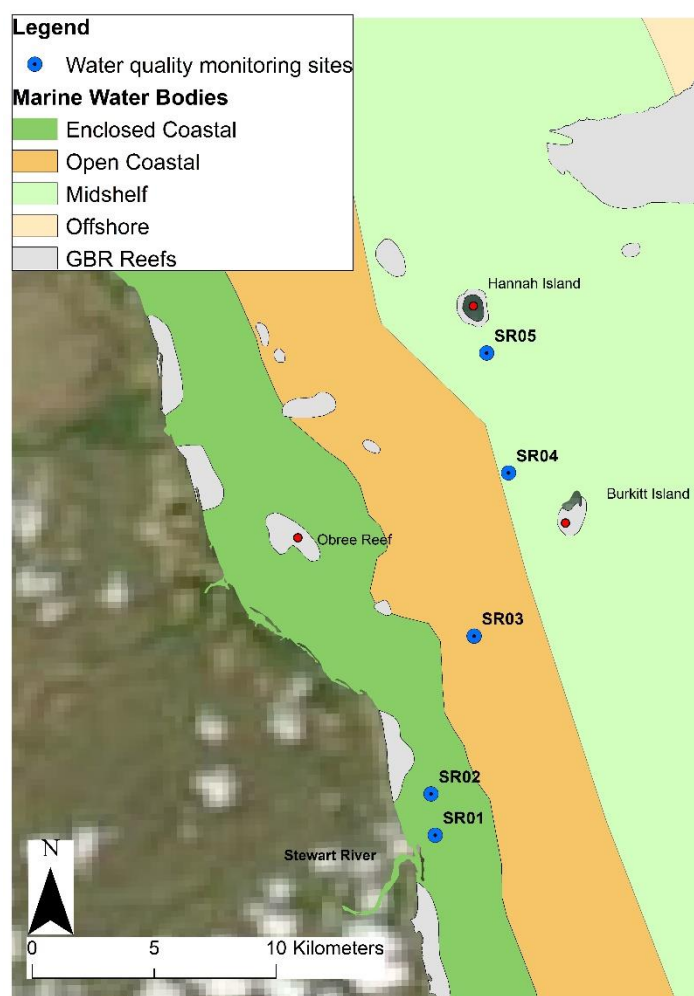 Legend
Water quality monitoring sites
Marine Water Bodies
Enclosed Coastal
Open Coastal
Midshelf
Offshore
GBR Reefs
Hannah Island
SR05
SR04
Burkitt Island
Obree Reef
SR03
SR02
SR01
Stewart River
N
0 5 10 Kilometers